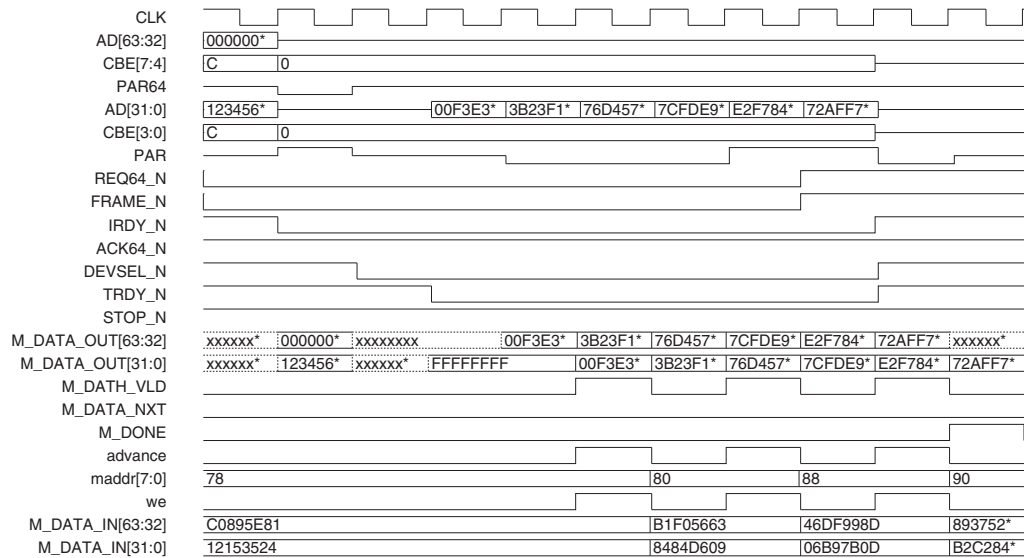 CLK
AD[63:32] 000000*
CBE[7:4] C 0
PAR64
AD[31:0] 123456* 00F3E3* 3B23F1* 76D457* 7CFDE9* E2F784* 72AFF7*
CBE[3:0] C 0
PAR
REQ64_N
FRAME_N
IRDY_N
ACK64_N
DEVSEL_N
TRDY_N
STOP_N
M_DATA_OUT[63:32] xxxxxx* 000000* xxxxxxxx 00F3E3* 3B23F1* 76D457* 7CFDE9* E2F784* 72AFF7* xxxxxx*
M_DATA_OUT[31:0] xxxxxx* 123456* xxxxxx* FFFFFFFF 00F3E3* 3B23F1* 76D457* 7CFDE9* E2F784* 72AFF7*
M_DATH_VLD
M_DATA_NXT
M_DONE
advance
maddr[7:0] 78 80 88 90
we
M_DATA_IN[63:32] C0895E81 B1F05663 46DF998D 893752*
M_DATA_IN[31:0] 12153524 8484D609 06B97B0D B2C284*